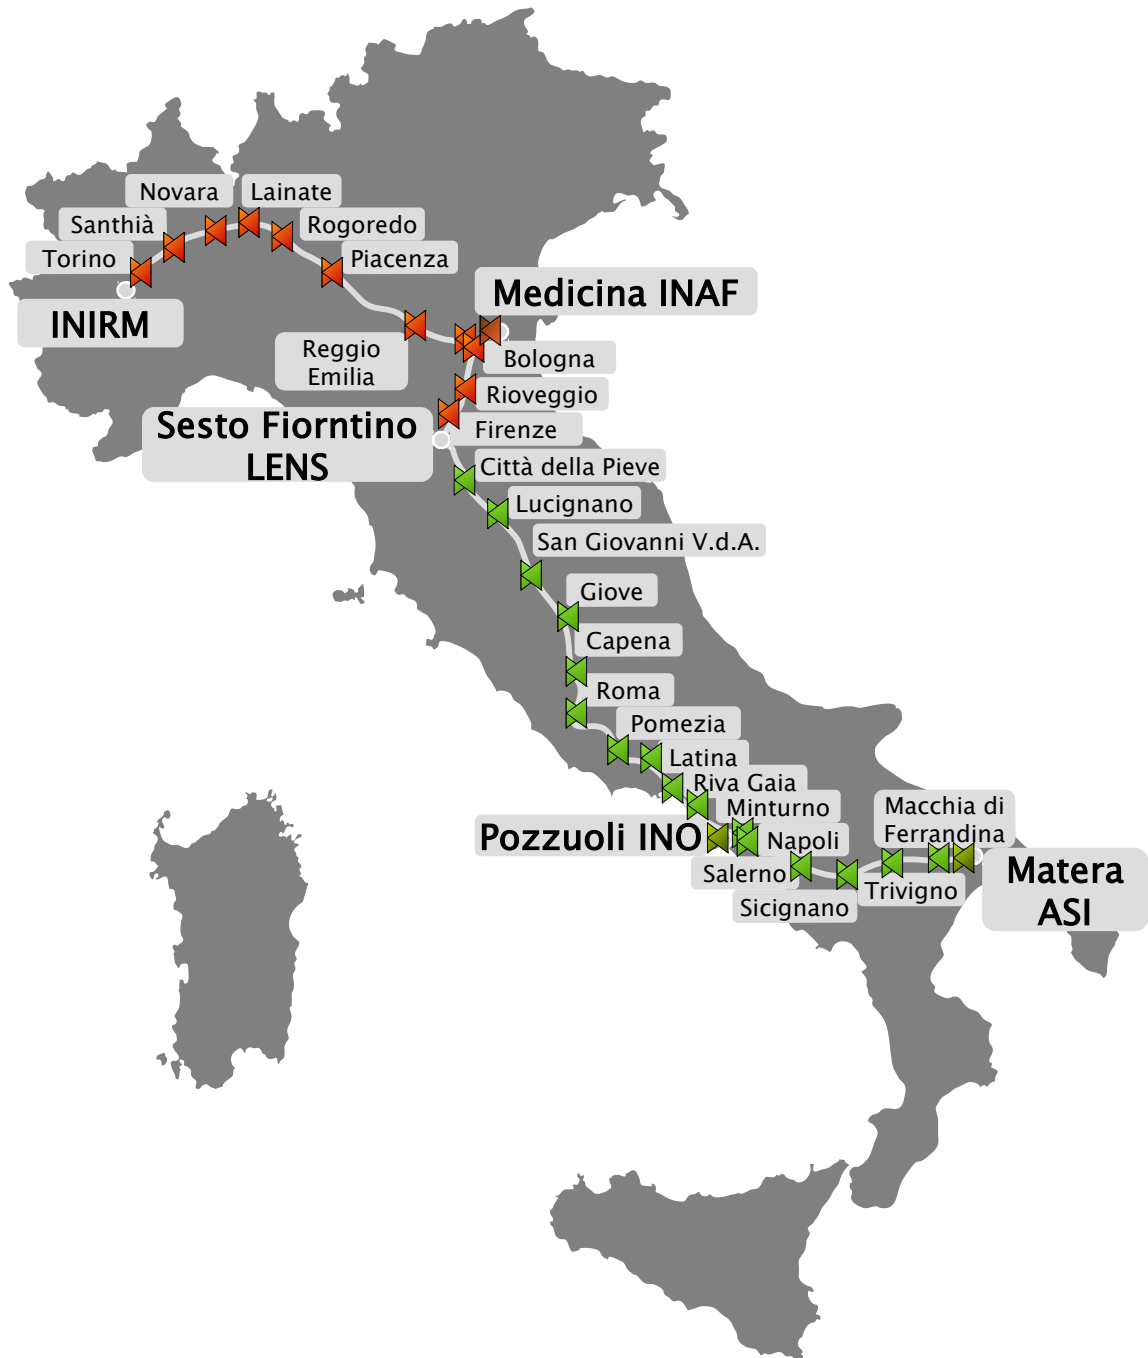 Novara
Lainate
Santhià
Rogoredo
Torino
Piacenza
Medicina INAF
INIRM
Reggio
Emilia
Bologna
Rioveggio
Sesto Fiorntino
LENS
Firenze
Città della Pieve
Lucignano
San Giovanni V.d.A.
Giove
Capena
Roma
Pomezia
Latina
Riva Gaia
Minturno
Macchia di
Ferrandina
Pozzuoli INO
Napoli
Salerno
Matera
ASI
Trivigno
Sicignano